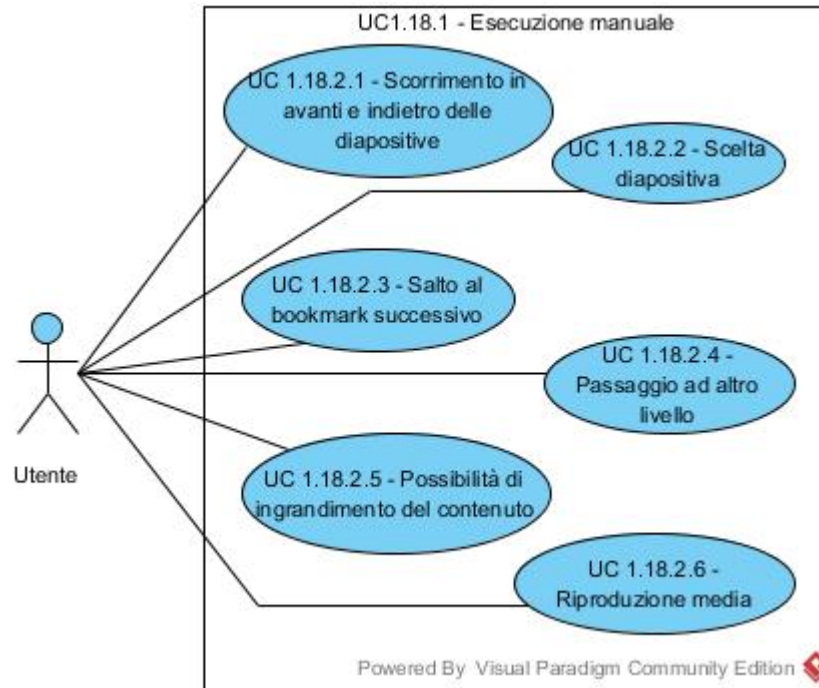 UC1.18.1 - Esecuzione manuale
UC 1.18.2.1 - Scorrimento in
avanti e indietro delle
diapositive
UC 1.18.2.2 - Scelta
diapositiva
UC 1.18.2.3 - Salto al
bookmark successivo
UC 1.18.2.4 -
Passaggio ad altro
livello
Utente
UC 1.18.2.5 - Possibilità di
ingrandimento del contenuto
UC 1.18.2.6 -
Riproduzione media
Powered By Visual Paradigm Community Edition